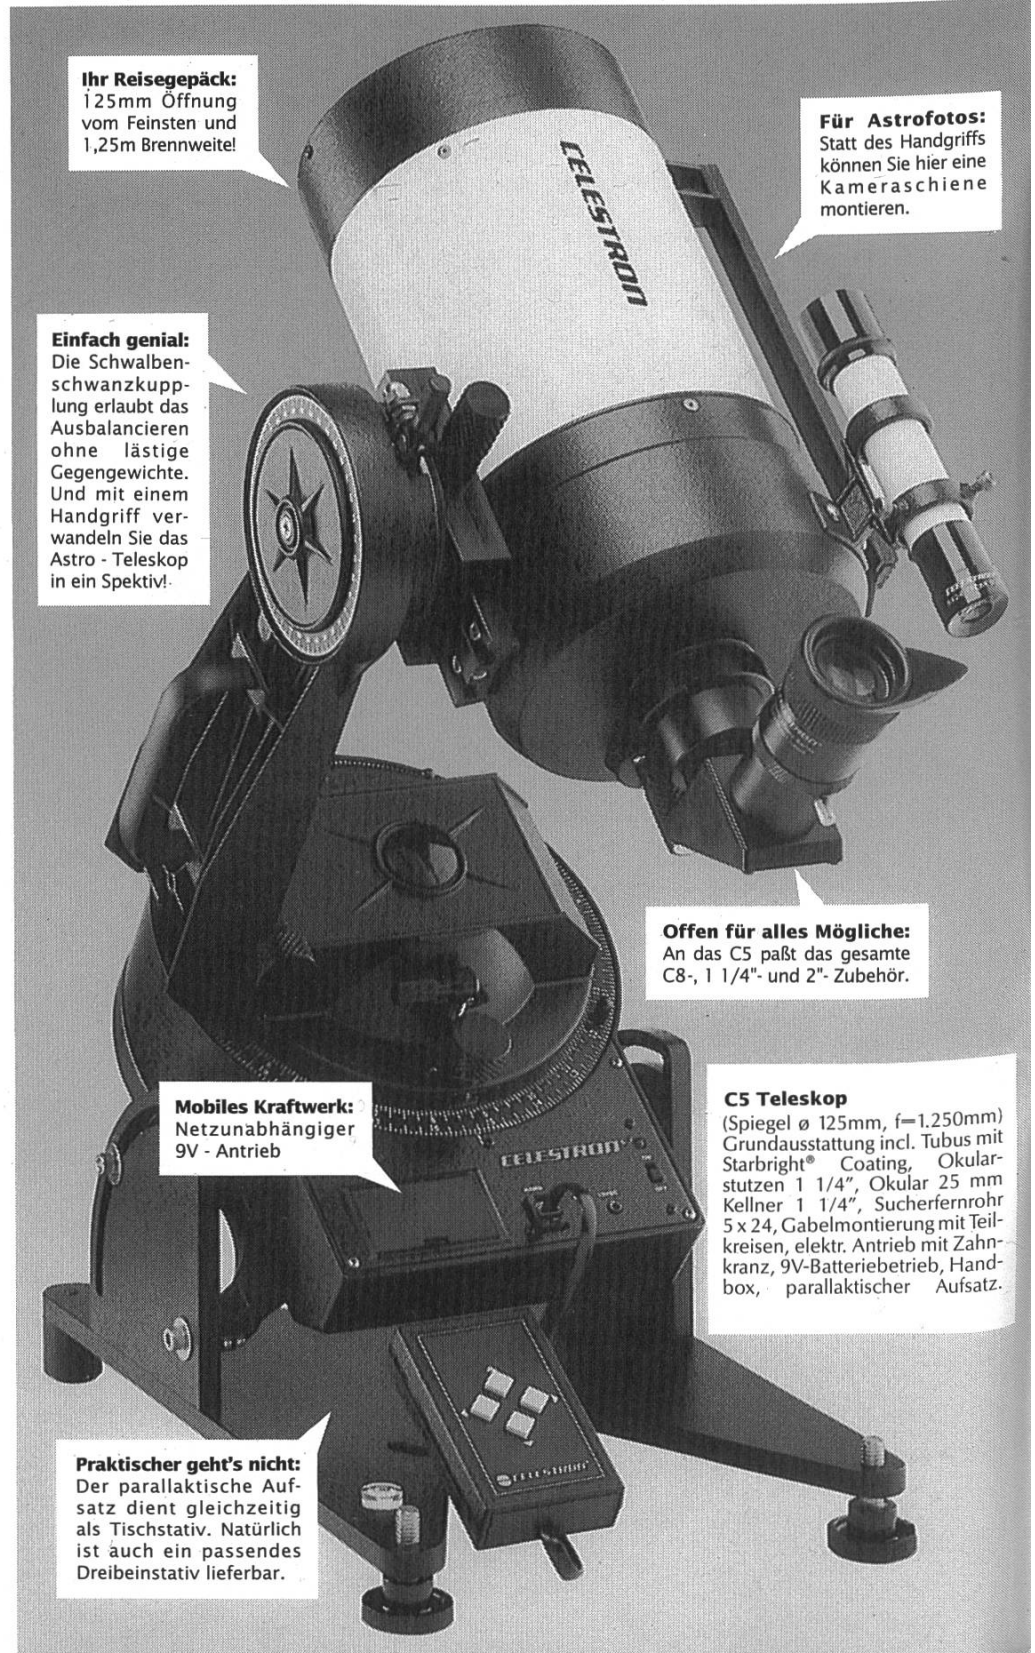 Ihr Reisegepäck:
125mm Öffnung
vom Feinsten und
1,25m Brennweite!
Für Astrofotos:
Statt des Handgriffs
können Sie hier eine
Kameraschiene
montieren.
CELESTRON
Einfach genial:
Die Schwalben-
schwanzkupp-
lung erlaubt das
Ausbalancieren
ohne lästige
Gegengewichte.
Und mit einem
Handgriff ver-
wandeln Sie das
Astro - Teleskop
in ein Spektiv!
Offen für alles Mögliche:
An das C5 paßt das gesamte
C8-, 1 1/4"- und 2"- Zubehör.
Mobiles Kraftwerk:
Netzunabhängiger
9V - Antrieb
CELESTRON
C5 Teleskop
(Spiegel ø 125mm, f=1.250mm)
Grundausstattung incl. Tubus mit
Starbright® Coating, Okular-
stutzen 1 1/4", Okular 25 mm
Kellner 1 1/4", Sucherfernrohr
5 x 24, Gabelmontierung mit Teil-
kreisen, elektr. Antrieb mit Zahn-
kranz, 9V-Batteriebetrieb, Hand-
box, parallaktischer Aufsatz.
CELESTRON
Praktischer geht's nicht:
Der parallaktische Auf-
satz dient gleichzeitig
als Tischstativ. Natürlich
ist auch ein passendes
Dreibeinstativ lieferbar.